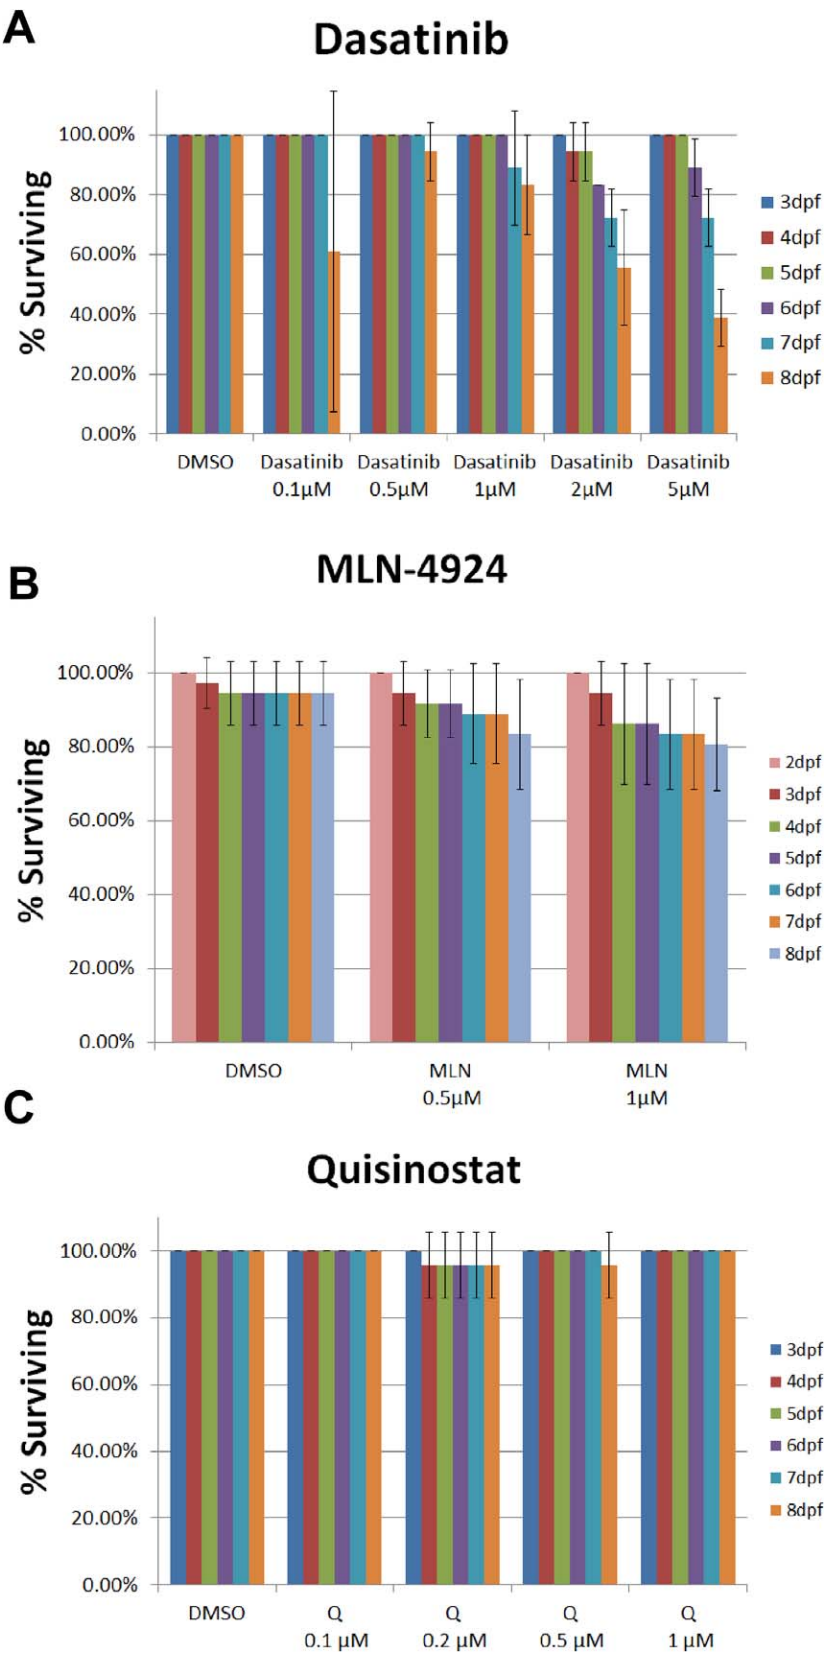 A
Dasatinib
% Surviving
100.00%
80.00%
60.00%
40.00%
20.00%
0.00%
DMSO Dasatinib Dasatinib Dasatinib Dasatinib Dasatinib
0.1µM 0.5µM 1µM 2µM 5µM
3dpf
4dpf
5dpf
6dpf
7dpf
8dpf
B
MLN-4924
% Surviving
100.00%
80.00%
60.00%
40.00%
20.00%
0.00%
DMSO MLN MLN
0.5µM 1µM
2dpf
3dpf
4dpf
5dpf
6dpf
7dpf
8dpf
C
Quisinostat
% Surviving
100.00%
80.00%
60.00%
40.00%
20.00%
0.00%
DMSO Q Q Q Q
0.1 µM 0.2 µM 0.5 µM 1 µM
3dpf
4dpf
5dpf
6dpf
7dpf
8dpf